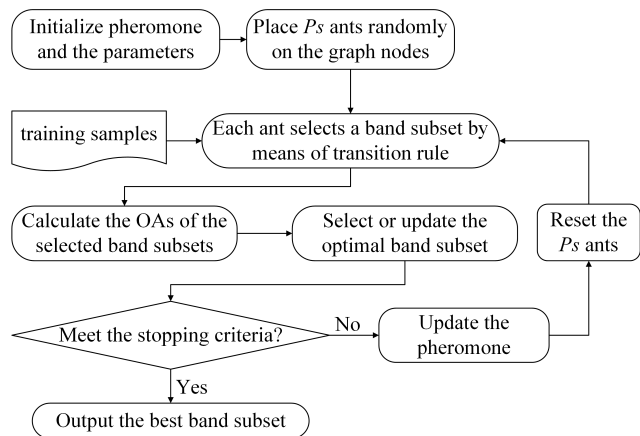 Initialize pheromone
and the parameters
Place Ps ants randomly
on the graph nodes
training samples
Each ant selects a band subset by
means of transition rule
Calculate the OAs of the
selected band subsets
Select or update the
optimal band subset
Reset the
Ps ants
Meet the stopping criteria?
No
Update the
pheromone
Yes
Output the best band subset